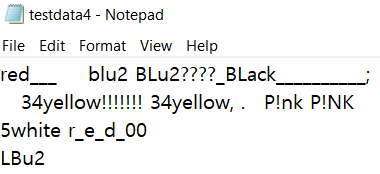 testdata4 - Notepad
File Edit Format View Help
red___ blu2 BLu2????_BLack__________;
34yellow!!!!!!! 34yellow, . P!nk P!NK
5white r_e_d_00
LBu2